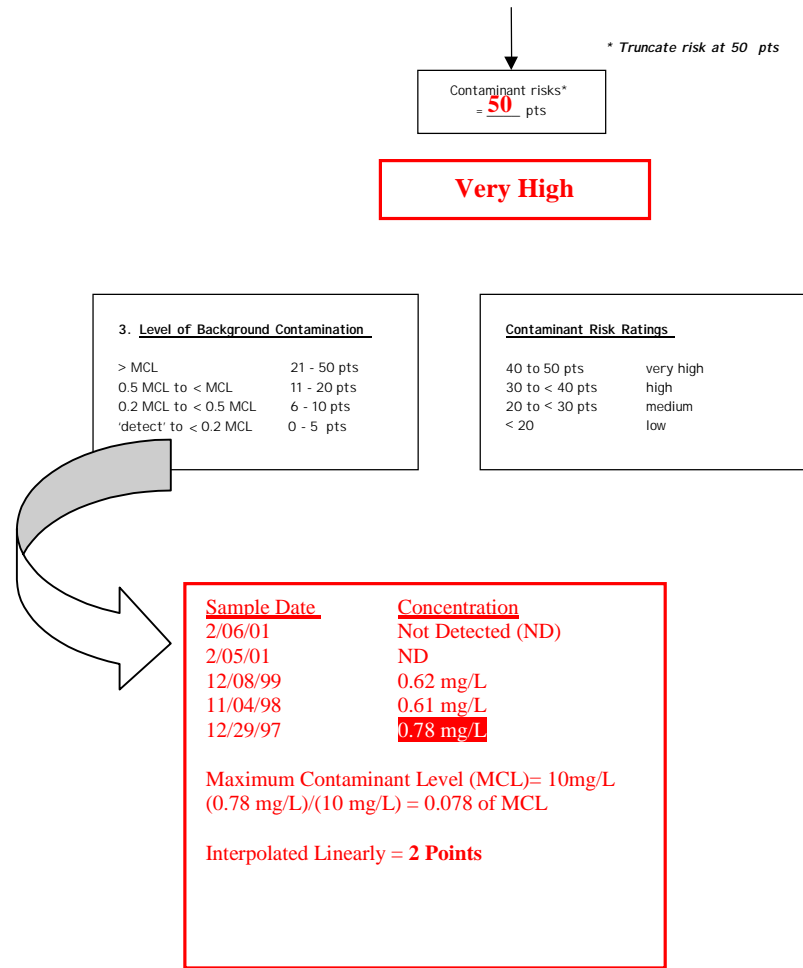 * Truncate risk at 50 pts
Contaminant risks*
= 50 pts
Very High
3. Level of Background Contamination
> MCL 21 - 50 pts
0.5 MCL to < MCL 11 - 20 pts
0.2 MCL to < 0.5 MCL 6 - 10 pts
'detect' to < 0.2 MCL 0 - 5 pts
Contaminant Risk Ratings
40 to 50 pts very high
30 to < 40 pts high
20 to < 30 pts medium
< 20 low
Sample Date Concentration
2/06/01 Not Detected (ND)
2/05/01 ND
12/08/99 0.62 mg/L
11/04/98 0.61 mg/L
12/29/97 0.78 mg/L
Maximum Contaminant Level (MCL)= 10mg/L
(0.78 mg/L)/(10 mg/L) = 0.078 of MCL
Interpolated Linearly = 2 Points